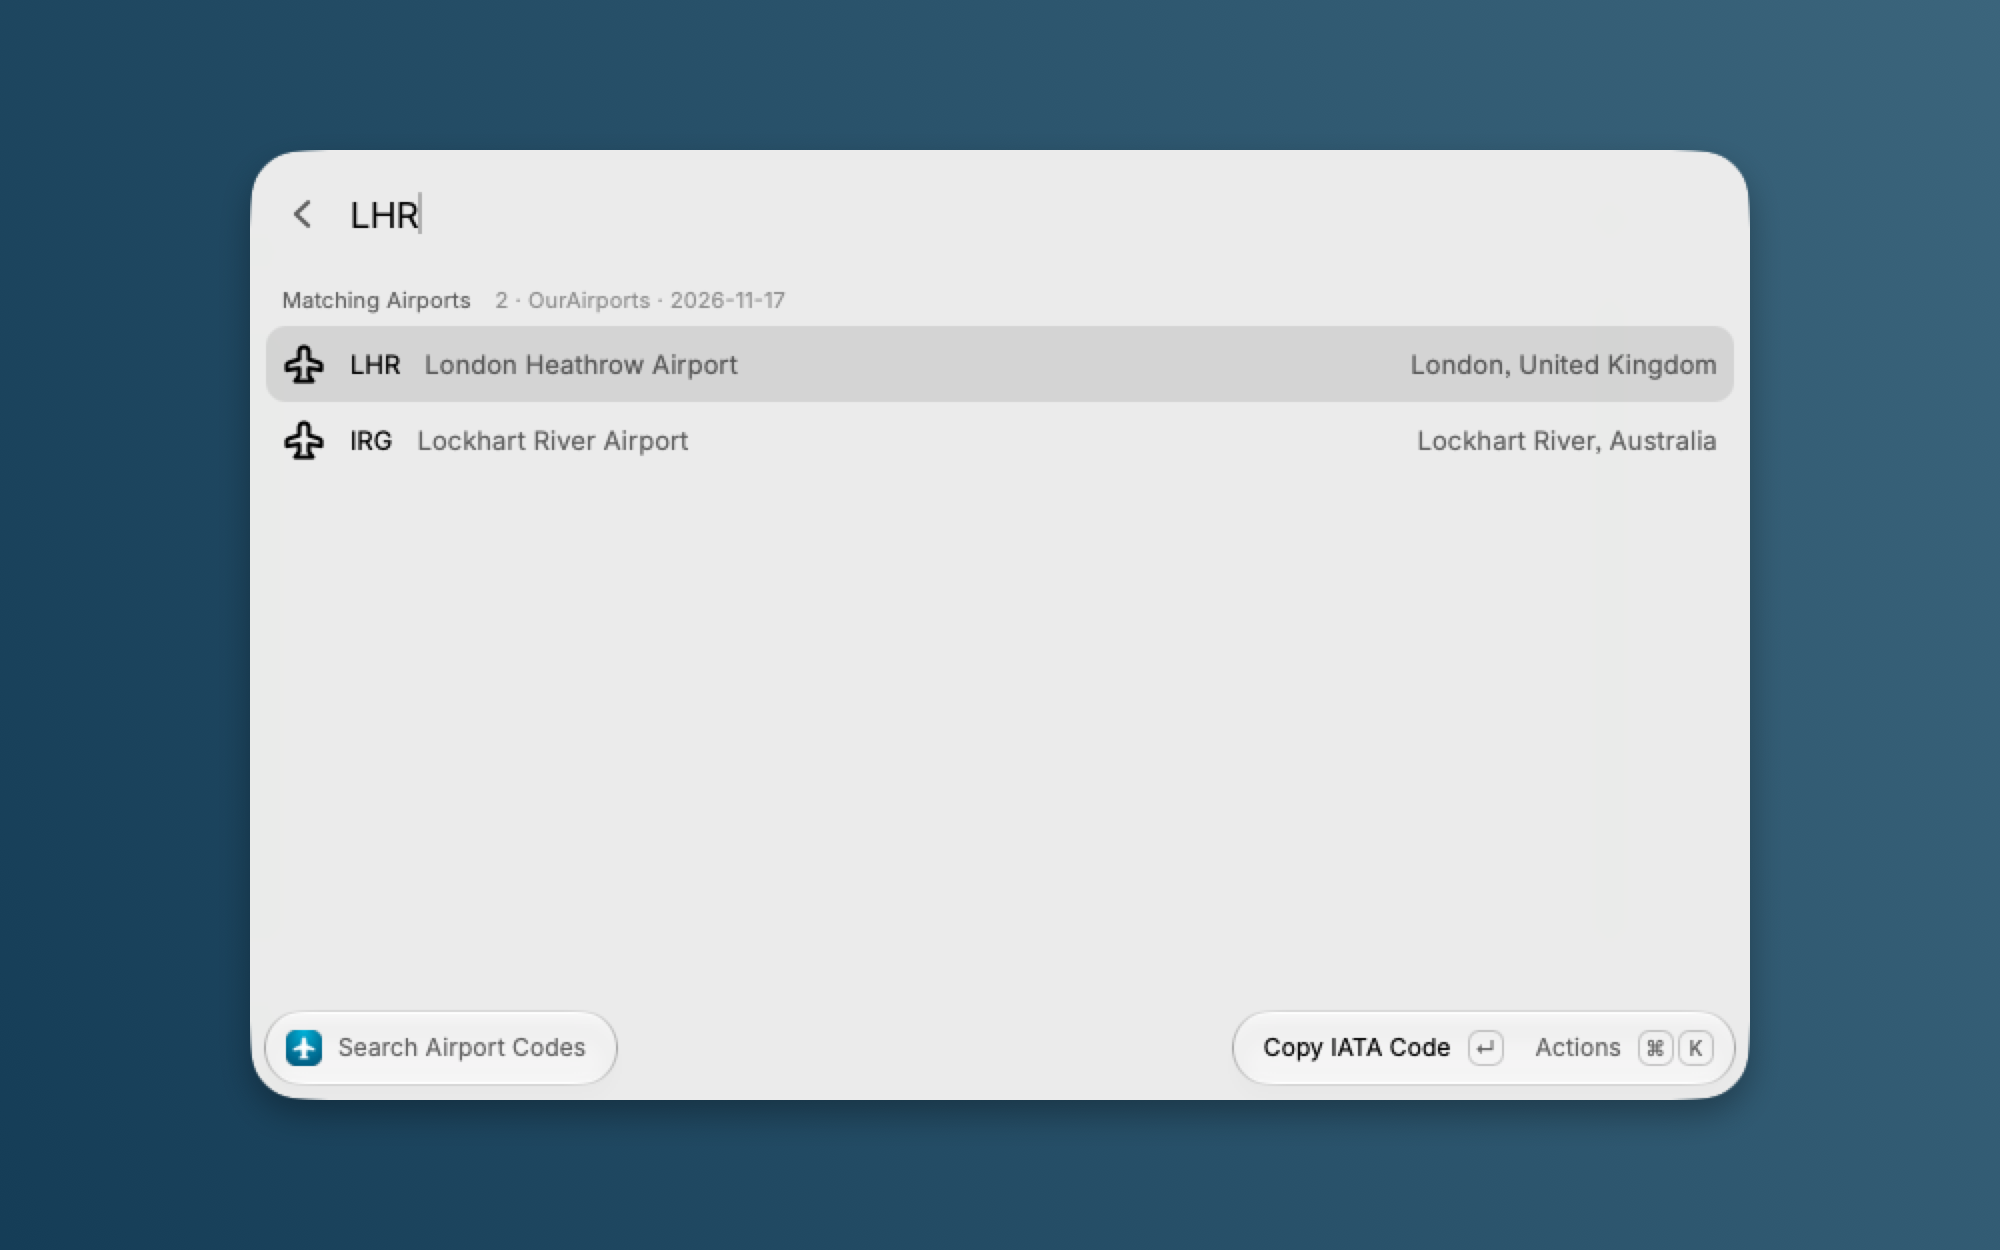 LHR
Matching Airports 2 · OurAirports · 2026-11-17
LHR London Heathrow Airport London, United Kingdom
IRG Lockhart River Airport Lockhart River, Australia
Search Airport Codes Copy IATA Code ↵ Actions ⌘ K